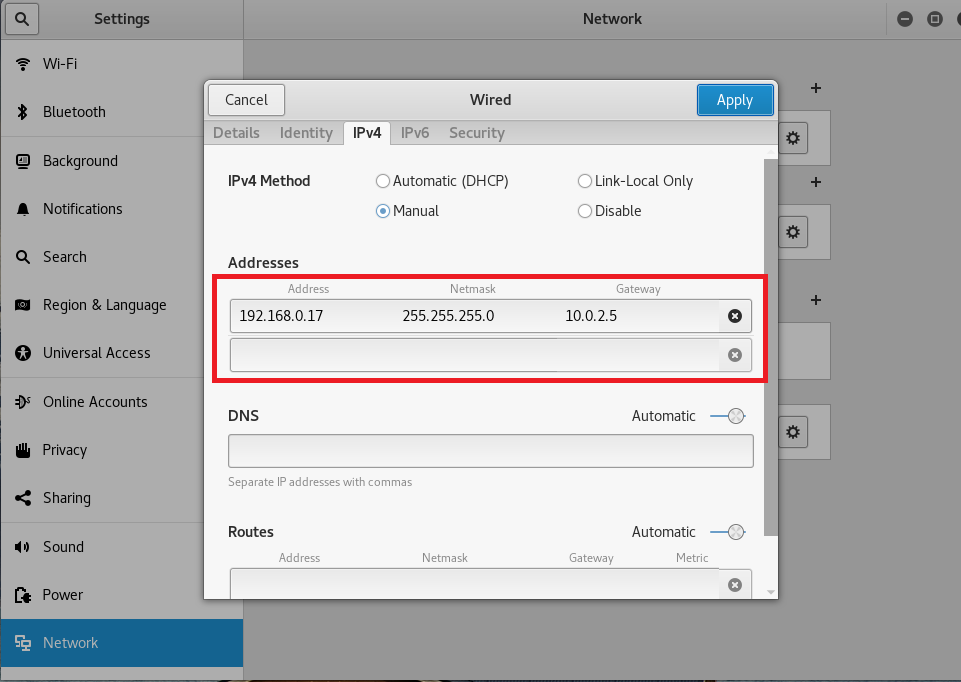 Settings
Network
Wi-Fi
Bluetooth
Background
Notifications
Search
Region & Language
Universal Access
Online Accounts
Privacy
Sharing
Sound
Power
Network
Cancel
Wired
Apply
Details Identity IPv4 IPv6 Security
IPv4 Method
Automatic (DHCP)
Link-Local Only
Manual
Disable
Addresses
Address Netmask Gateway
192.168.0.17 255.255.255.0 10.0.2.5
DNS
Automatic
Separate IP addresses with commas
Routes
Automatic
Address Netmask Gateway Metric